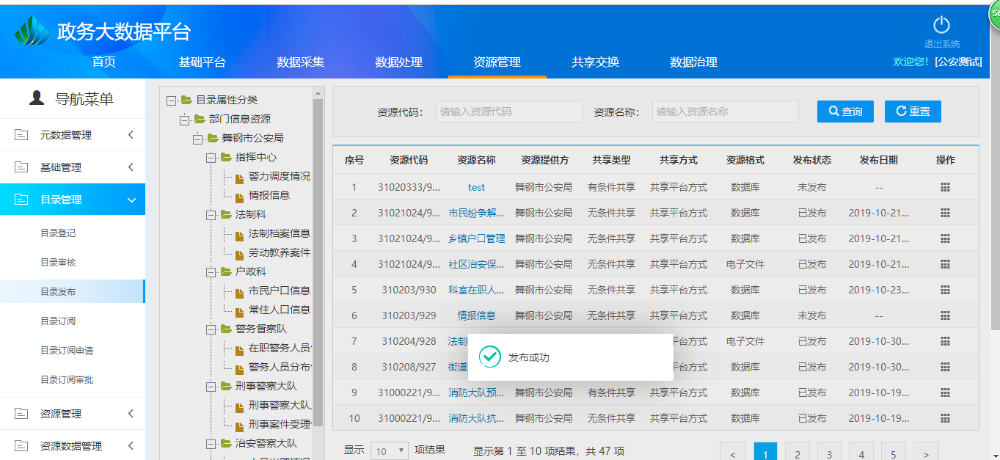 政务大数据平台
首页 基础平台 数据采集 数据处理 资源管理 共享交换 数据治理
退出系统
欢迎您! [公安测试]
56
导航菜单
元数据管理
基础管理
目录管理
目录登记
目录审核
目录发布
目录订阅
目录订阅申请
目录订阅审批
资源管理
资源数据管理
目录属性分类
部门信息资源
舞钢市公安局
指挥中心
警力调度情况
情报信息
法制科
法制档案信息
劳动教养案件
户政科
市民户口信息
常住人口信息
警务督察队
在职警务人员
警务人员分布
刑事警察大队
刑事警察大队
刑事案件受理
治安警察大队
资源代码: 请输入资源代码 资源名称: 请输入资源名称 查询 重置
序号 资源代码 资源名称 资源提供方 共享类型 共享方式 资源格式 发布状态 发布日期 操作
1 31020333/9... test 舞钢市公安局 有条件共享 共享平台方式 数据库 未发布 --
2 31021024/9... 市民纷争解... 舞钢市公安局 无条件共享 共享平台方式 数据库 已发布 2019-10-21...
3 31021024/9... 乡镇户口管理 舞钢市公安局 无条件共享 共享平台方式 数据库 已发布 2019-10-21...
4 31021024/9... 社区治安保... 舞钢市公安局 无条件共享 共享平台方式 电子文件 已发布 2019-10-21...
5 310203/930 科室在职人... 舞钢市公安局 无条件共享 共享平台方式 数据库 已发布 2019-10-23...
6 310203/929 情报信息 舞钢市公安局 无条件共享 共享平台方式 数据库 未发布 --
7 310204/928 法制 平台方式 电子文件 已发布 2019-10-30...
8 310208/927 街道 平台方式 数据库 已发布 2019-10-30...
发布成功
9 31000221/9... 消防大队预... 舞钢市公安局 有条件共享 共享平台方式 数据库 已发布 2019-10-19...
10 31000221/9... 消防大队抗... 舞钢市公安局 无条件共享 共享平台方式 数据库 已发布 2019-10-19...
显示 10 项结果 显示第 1 至 10 项结果，共 47 项 < 1 2 3 4 5 >